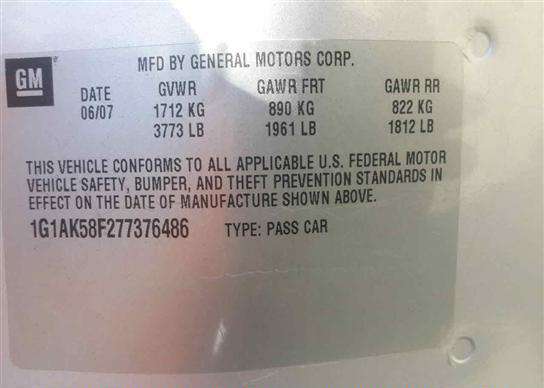 GM
MFD BY GENERAL MOTORS CORP.
DATE GVWR GAWR FRT GAWR RR
06/07 1712 KG 890 KG 822 KG
3773 LB 1961 LB 1812 LB
THIS VEHICLE CONFORMS TO ALL APPLICABLE U.S. FEDERAL MOTOR
VEHICLE SAFETY, BUMPER, AND THEFT PREVENTION STANDARDS IN
EFFECT ON THE DATE OF MANUFACTURE SHOWN ABOVE.
1G1AK58F277376486 TYPE: PASS CAR